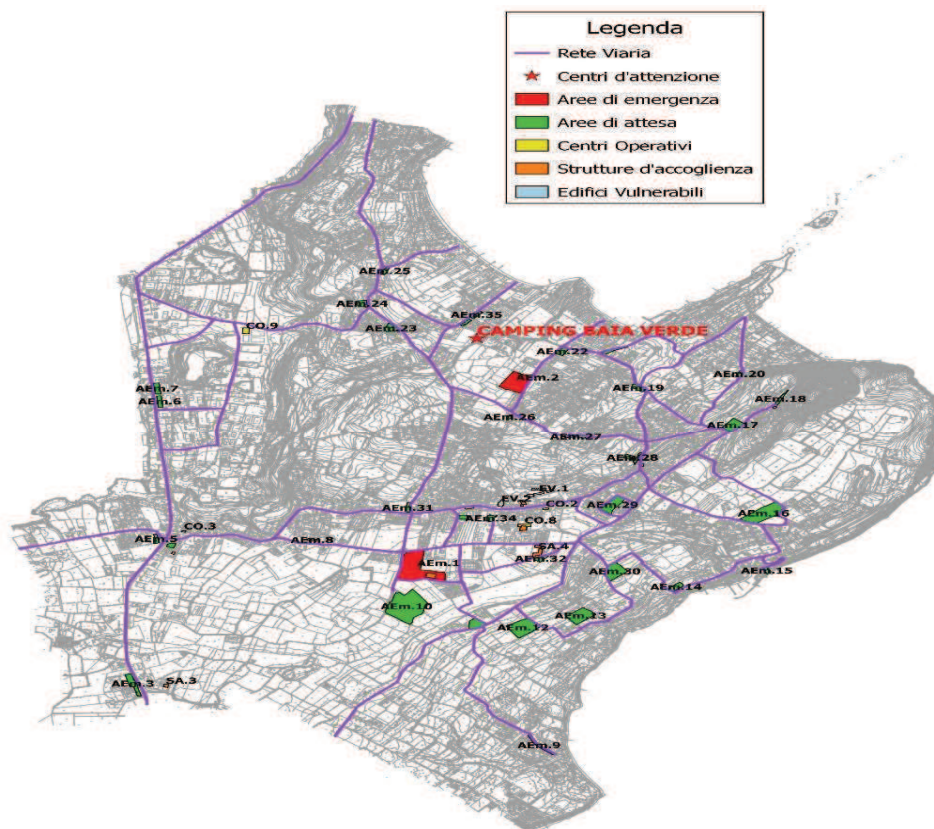 Legenda
Rete Viaria
Centri d'attenzione
Aree di emergenza
Aree di attesa
Centri Operativi
Strutture d'accoglienza
Edifici Vulnerabili
AEm.25
AEm.24
AEm.35
CO.9
AEm.23
CAMPING BAIA VERDE
AEm.22
AEm.2
AEm.20
AEm.7
AEm.19
AEm.6
AEm.18
AEm.26
AEm.17
AEm.27
AEm.28
EV.1
EV.2
CO.2
AEm.31
AEm.29
AEm.34
CO.8
AEm.16
CO.3
AEm.5
AEm.8
SA.4
AEm.32
AEm.1
AEm.30
AEm.15
AEm.14
AEm.10
AEm.13
AEm.12
AEm.3
SA.3
AEm.9